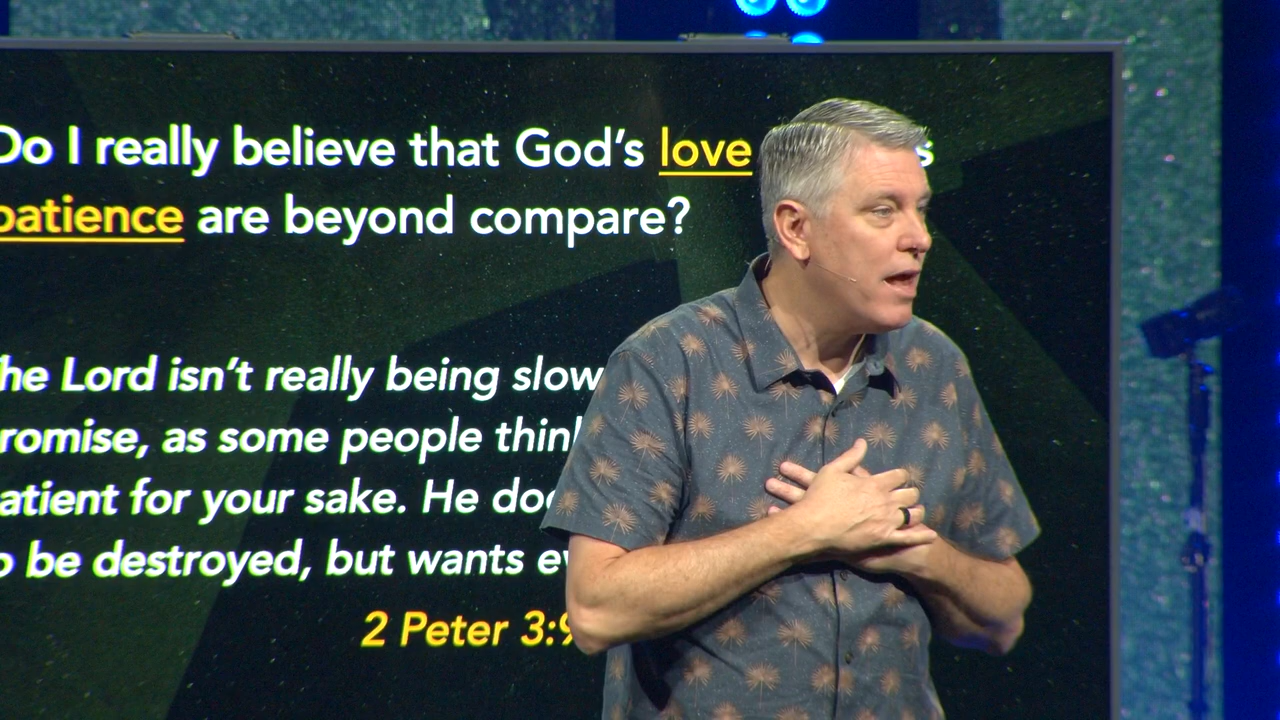 Do I really believe that God's love
patience are beyond compare?
he Lord isn't really being slow
romise, as some people think
atient for your sake. He doe
o be destroyed, but wants ev
2 Peter 3:9